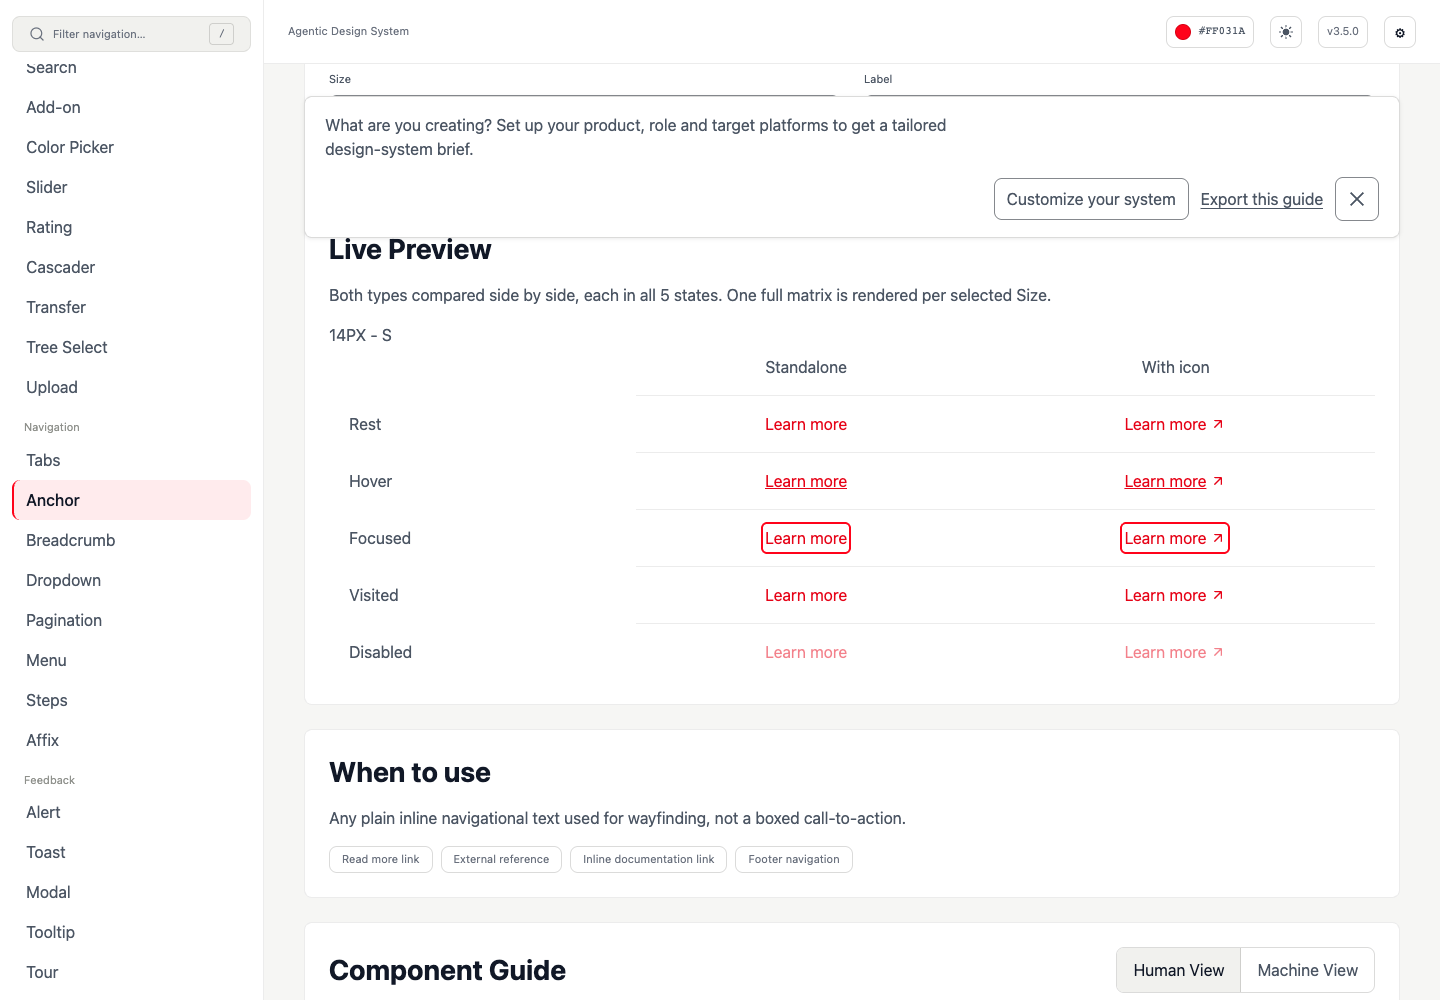 Filter navigation...
/
Search
Add-on
Color Picker
Slider
Rating
Cascader
Transfer
Tree Select
Upload
Navigation
Tabs
Anchor
Breadcrumb
Dropdown
Pagination
Menu
Steps
Affix
Feedback
Alert
Toast
Modal
Tooltip
Tour
Agentic Design System
#FF031A
v3.5.0
Size
Label
What are you creating? Set up your product, role and target platforms to get a tailored
design-system brief.
Customize your system
Export this guide
Live Preview
Both types compared side by side, each in all 5 states. One full matrix is rendered per selected Size.
14PX - S
Standalone
With icon
Rest
Learn more
Learn more
Hover
Learn more
Learn more
Focused
Learn more
Learn more
Visited
Learn more
Learn more
Disabled
Learn more
Learn more
When to use
Any plain inline navigational text used for wayfinding, not a boxed call-to-action.
Read more link
External reference
Inline documentation link
Footer navigation
Component Guide
Human View
Machine View